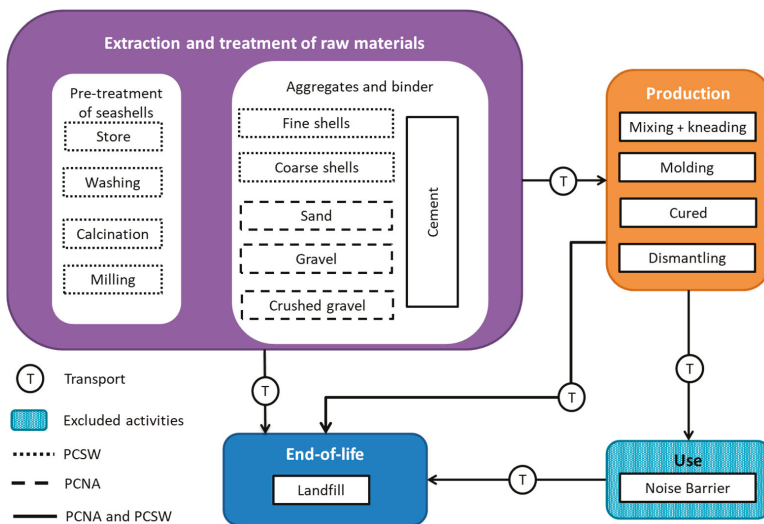 Extraction and treatment of raw materials
Pre-treatment
of seashells
Store
Washing
Calcination
Milling
Aggregates and binder
Fine shells
Coarse shells
Sand
Gravel
Crushed gravel
Cement
T
Production
Mixing + kneading
Molding
Cured
Dismantling
T
T
T
End-of-life
Landfill
T
Use
Noise Barrier
T
Transport
Excluded activities
PCSW
PCNA
PCNA and PCSW